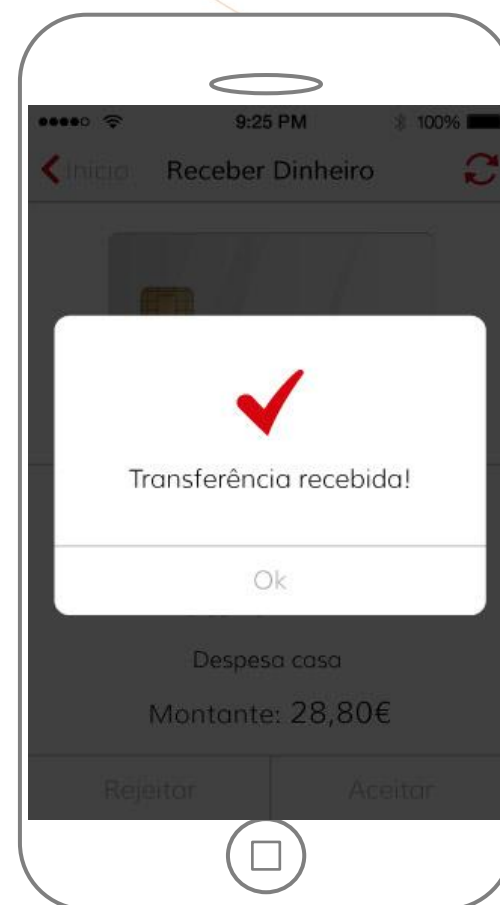 9:25 PM 100%
Início Receber Dinheiro
Transferência recebida!
Ok
Despesa casa
Montante: 28,80€
Rejeitar Aceitar